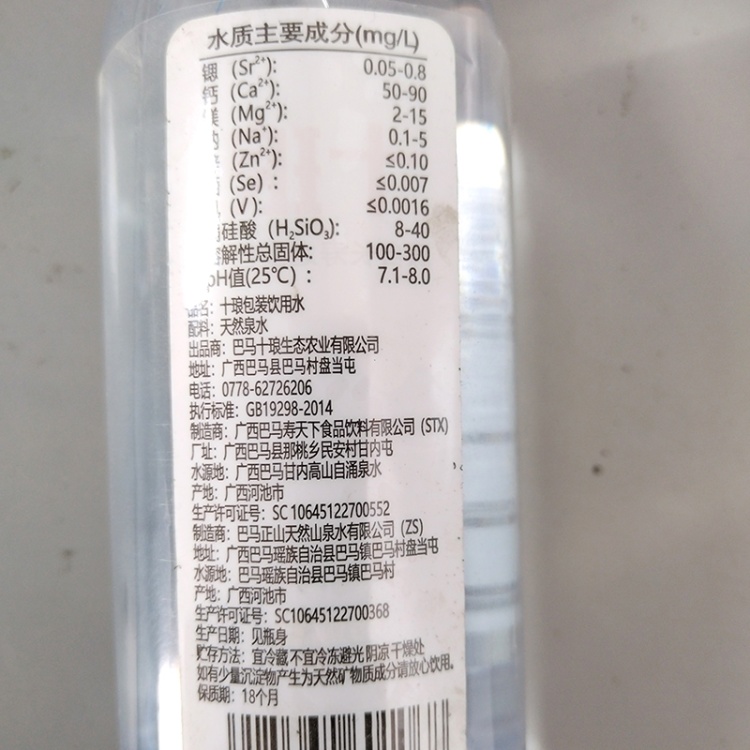 水质主要成分(mg/L)
锶 (Sr²⁺): 0.05-0.8
钙 (Ca²⁺): 50-90
镁 (Mg²⁺): 2-15
(Na⁺): 0.1-5
(Zn²⁺): ≤0.10
(Se): ≤0.007
(V): ≤0.0016
硅酸 (H₂SiO₃): 8-40
解性总固体: 100-300
pH值(25℃): 7.1-8.0
品名: 十琅包装饮用水
配料: 天然泉水
出品商: 巴马十琅生态农业有限公司
地址: 广西巴马县巴马村盘当屯
电话: 0778-62726206
执行标准: GB19298-2014
制造商: 广西巴马寿天下食品饮料有限公司 (STX)
厂址: 广西巴马县那桃乡民安村甘内屯
水源地: 广西巴马甘内高山自涌泉水
产地: 广西河池市
生产许可证号: SC10645122700552
制造商: 巴马正山天然山泉水有限公司 (ZS)
地址: 广西巴马瑶族自治县巴马镇巴马村盘当屯
水源地: 巴马瑶族自治县巴马镇巴马村
产地: 广西河池市
生产许可证号: SC10645122700368
生产日期: 见瓶身
贮存方法: 宜冷藏 不宜冷冻避光 阴凉 干燥处
如有少量沉淀物产生为天然矿物质成分请放心饮用。
保质期: 18个月